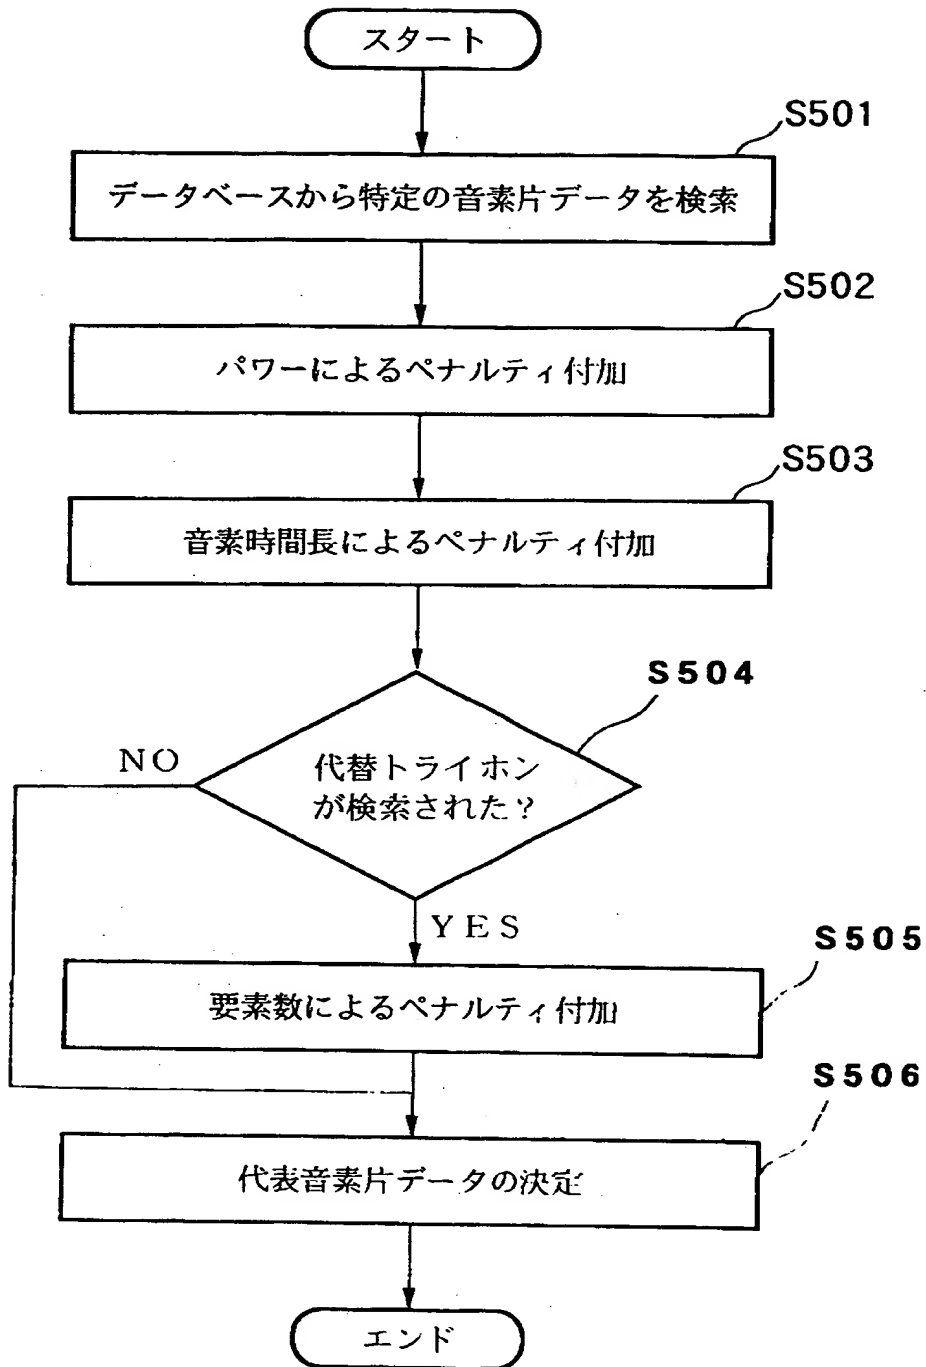 スタート
S501
データベースから特定の音素片データを検索
S502
パワーによるペナルティ付加
S503
音素時間長によるペナルティ付加
S504
NO
代替トライホン
が検索された？
YES
S505
要素数によるペナルティ付加
S506
代表音素片データの決定
エンド